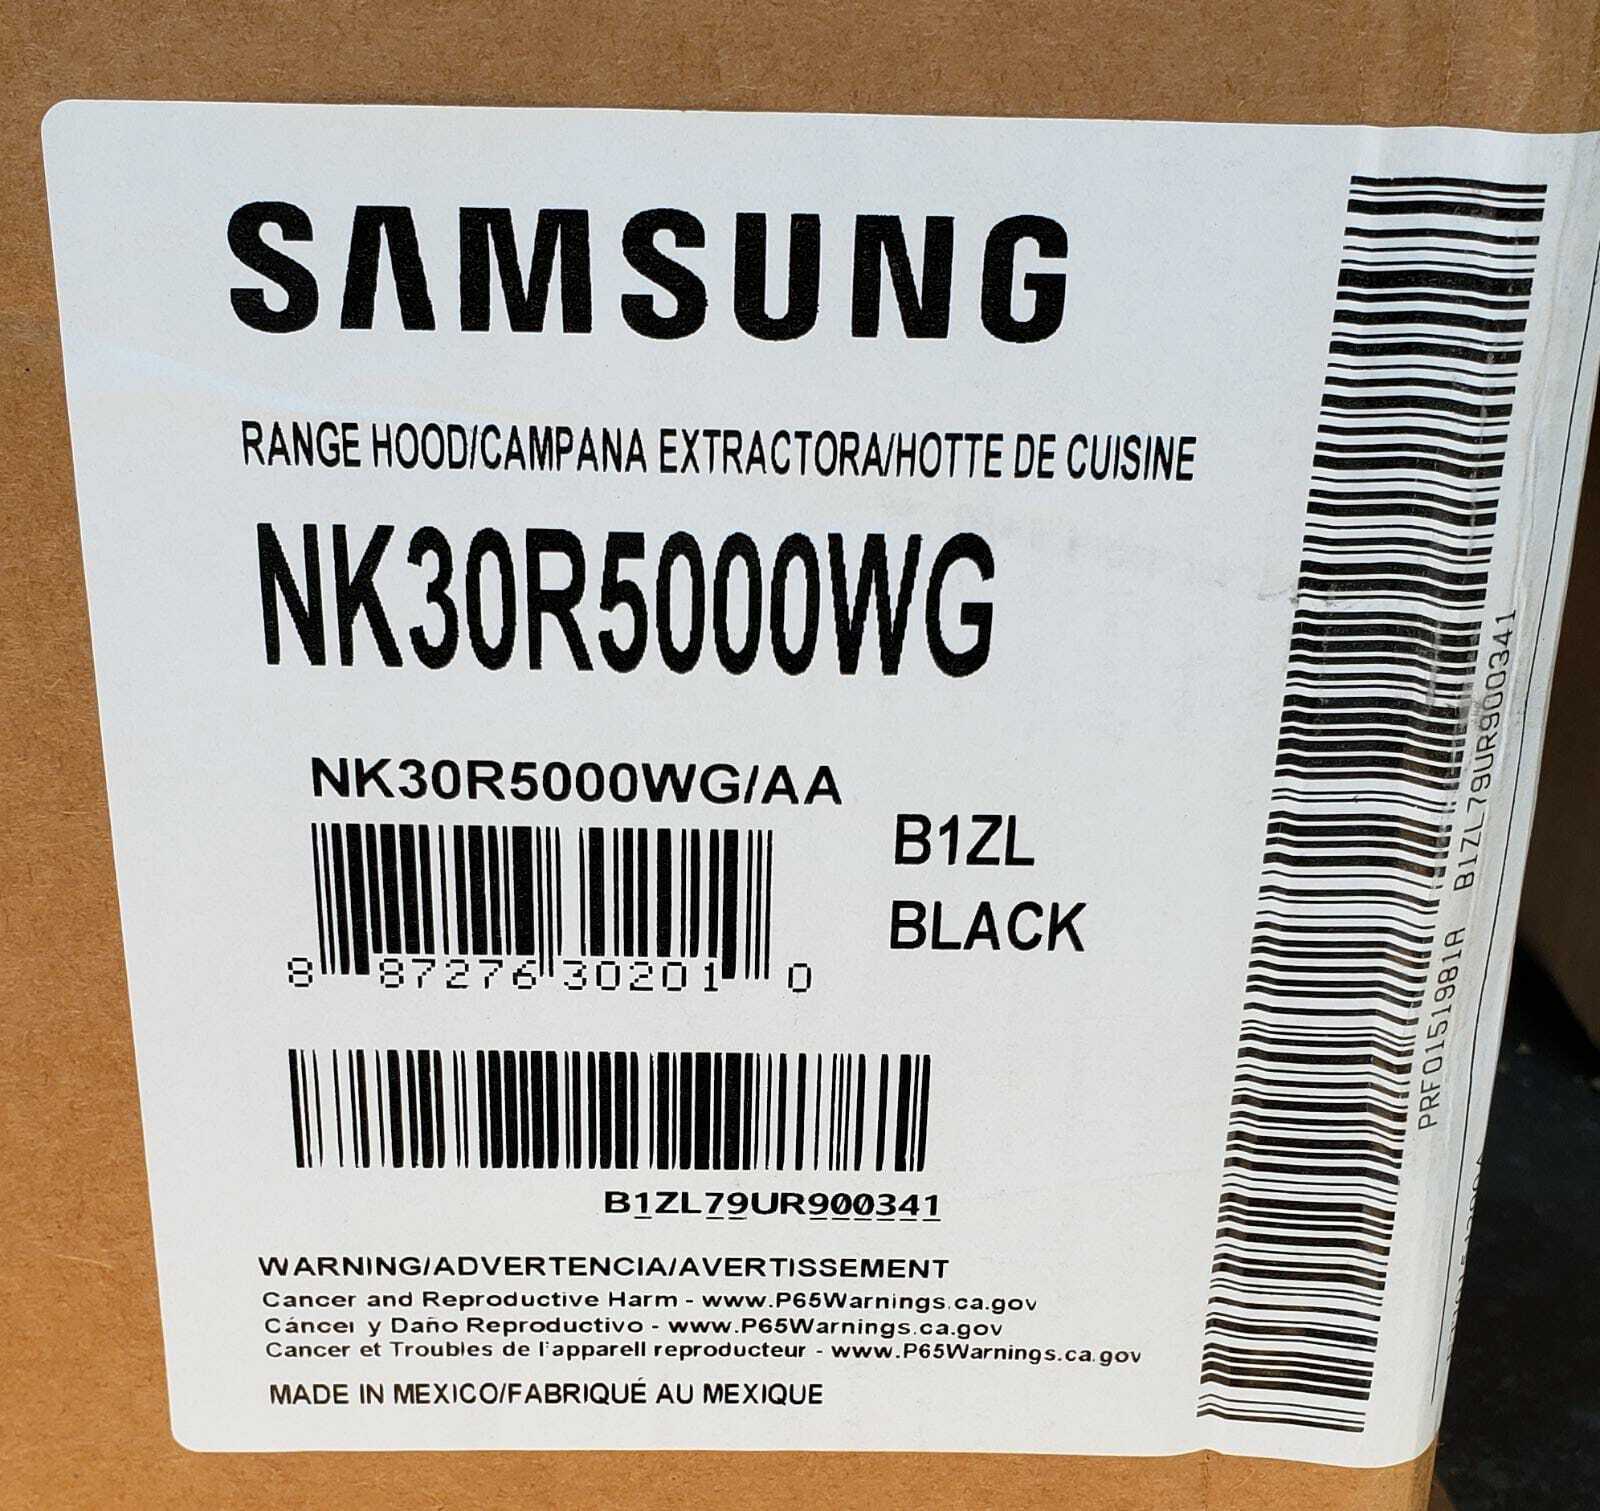 SAMSUNG
RANGE HOOD/CAMPANA EXTRACTORA/HOTTE DE CUISINE
NK30R5000WG
NK30R5000WG/AA
B1ZL
BLACK
8 87276 30201 0
B1ZL79UR900341
WARNING/ADVERTENCIA/AVERTISSEMENT
Cancer and Reproductive Harm - www.P65Warnings.ca.gov
Cáncer y Daño Reproductivo - www.P65Warnings.ca.gov
Cancer et Troubles de l'appareil reproducteur - www.P65Warnings.ca.gov
MADE IN MEXICO/FABRIQUÉ AU MEXIQUE
PRF0151981A B1ZL79UR900341